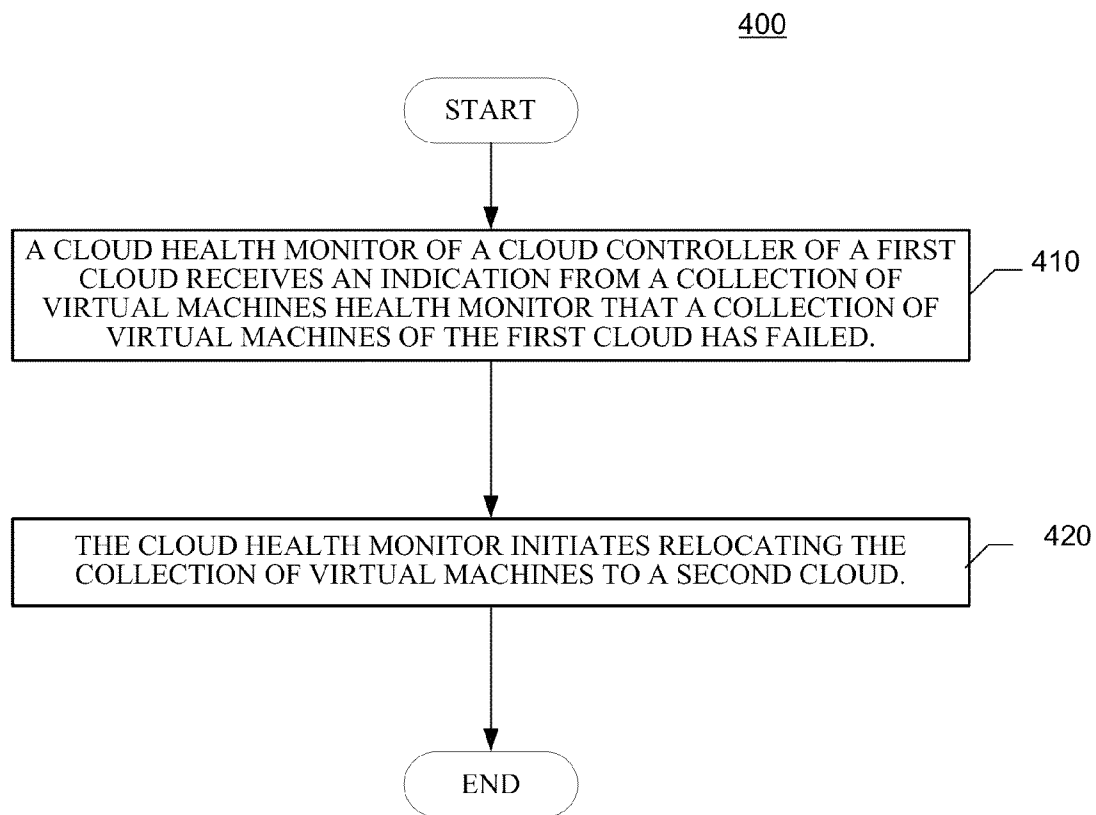 400
START
A CLOUD HEALTH MONITOR OF A CLOUD CONTROLLER OF A FIRST
CLOUD RECEIVES AN INDICATION FROM A COLLECTION OF
VIRTUAL MACHINES HEALTH MONITOR THAT A COLLECTION OF
VIRTUAL MACHINES OF THE FIRST CLOUD HAS FAILED.
410
THE CLOUD HEALTH MONITOR INITIATES RELOCATING THE
COLLECTION OF VIRTUAL MACHINES TO A SECOND CLOUD.
420
END